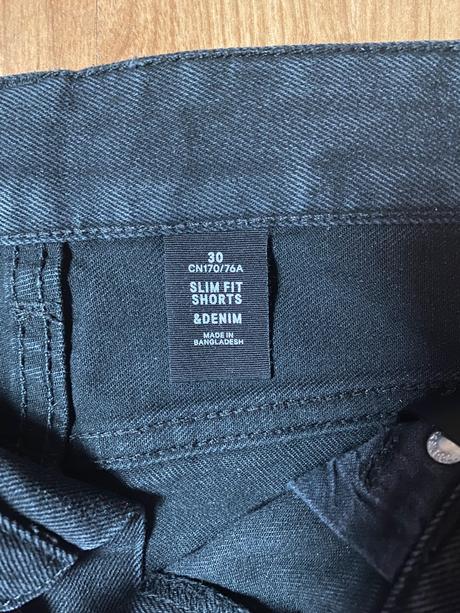 30
CN170/76A
SLIM FIT
SHORTS
&DENIM
MADE IN
BANGLADESH